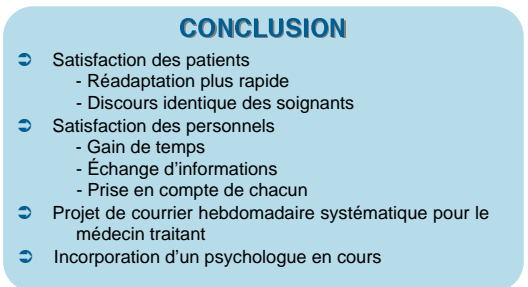 CONCLUSION
➲ Satisfaction des patients
- Réadaptation plus rapide
- Discours identique des soignants
➲ Satisfaction des personnels
- Gain de temps
- Échange d'informations
- Prise en compte de chacun
➲ Projet de courrier hebdomadaire systématique pour le
médecin traitant
➲ Incorporation d'un psychologue en cours